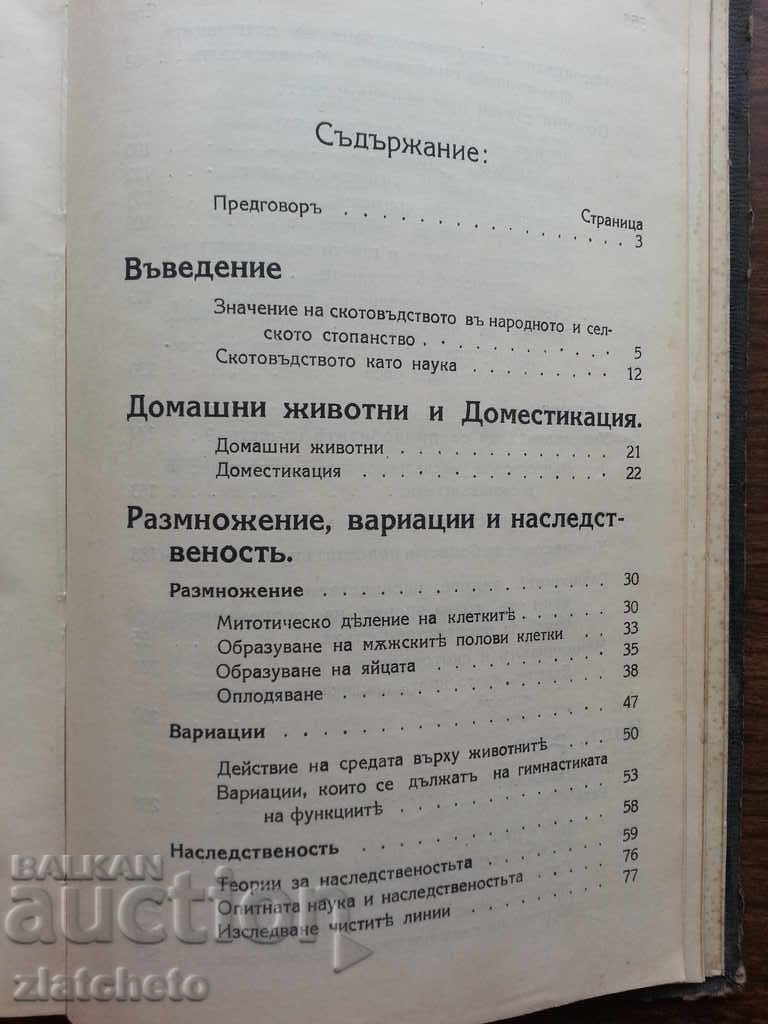 Съдържание:
Страница
Предговоръ . . . . . . . . . . . . . . . 3
Въведение
Значение на скотовъдството въ народното и сел-
ското стопанство . . . . . . . . . . 5
Скотовъдството като наука . . . . . . . . 12
Домашни животни и Доместикация.
Домашни животни . . . . . . . . . . . 21
Доместикация . . . . . . . . . . . . 22
Размножение, вариации и наследст-
веность.
Размножение . . . . . . . . . . . . . 30
Митотическо дѣление на клеткитѣ . . . . . 30
Образуване на мѫжскитѣ полови клетки . . 33
Образуване на яйцата . . . . . . . . . 35
Оплодяване . . . . . . . . . . . . . 38
Вариации . . . . . . . . . . . . . . 47
Действие на средата върху животнитѣ . . . 50
Вариации, които се дължатъ на гимнастиката
на функциитѣ . . . . . . . . . . . 53
Наследственость . . . . . . . . . . . 58
Теории за наследствеността . . . . . . . 59
Опитната наука и наследствеността . . . . 76
Изследване чиститѣ линии . . . . . . . 77
BALKAN
auction
zlatcheto